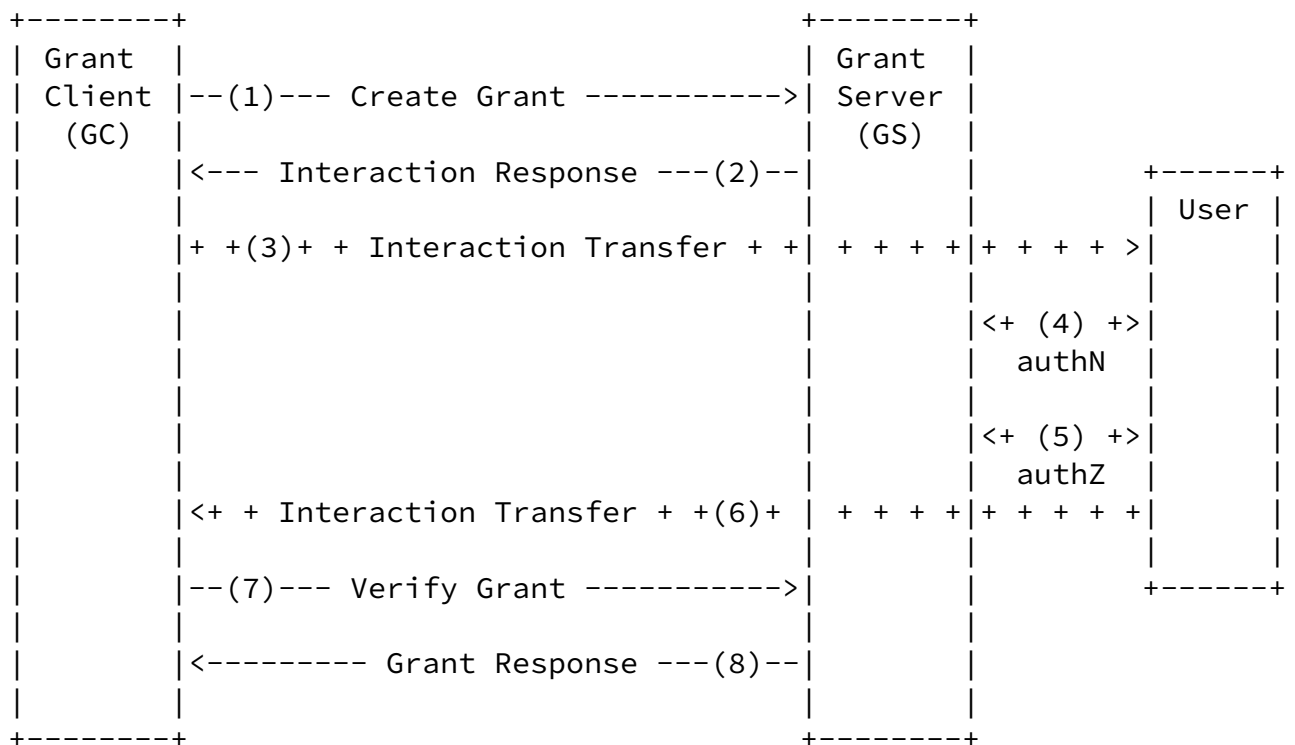 Grant Grant
Client --(1)--- Create Grant -----------> Server
(GC) (GS)
<--- Interaction Response ---(2)--
User
+ +(3)+ + Interaction Transfer + + + + + + + + + + >
<+ (4) +>
authN
<+ (5) +>
authZ
<+ + Interaction Transfer + +(6)+ + + + + + + + + +
--(7)--- Verify Grant ----------->
<--------- Grant Response ---(8)--